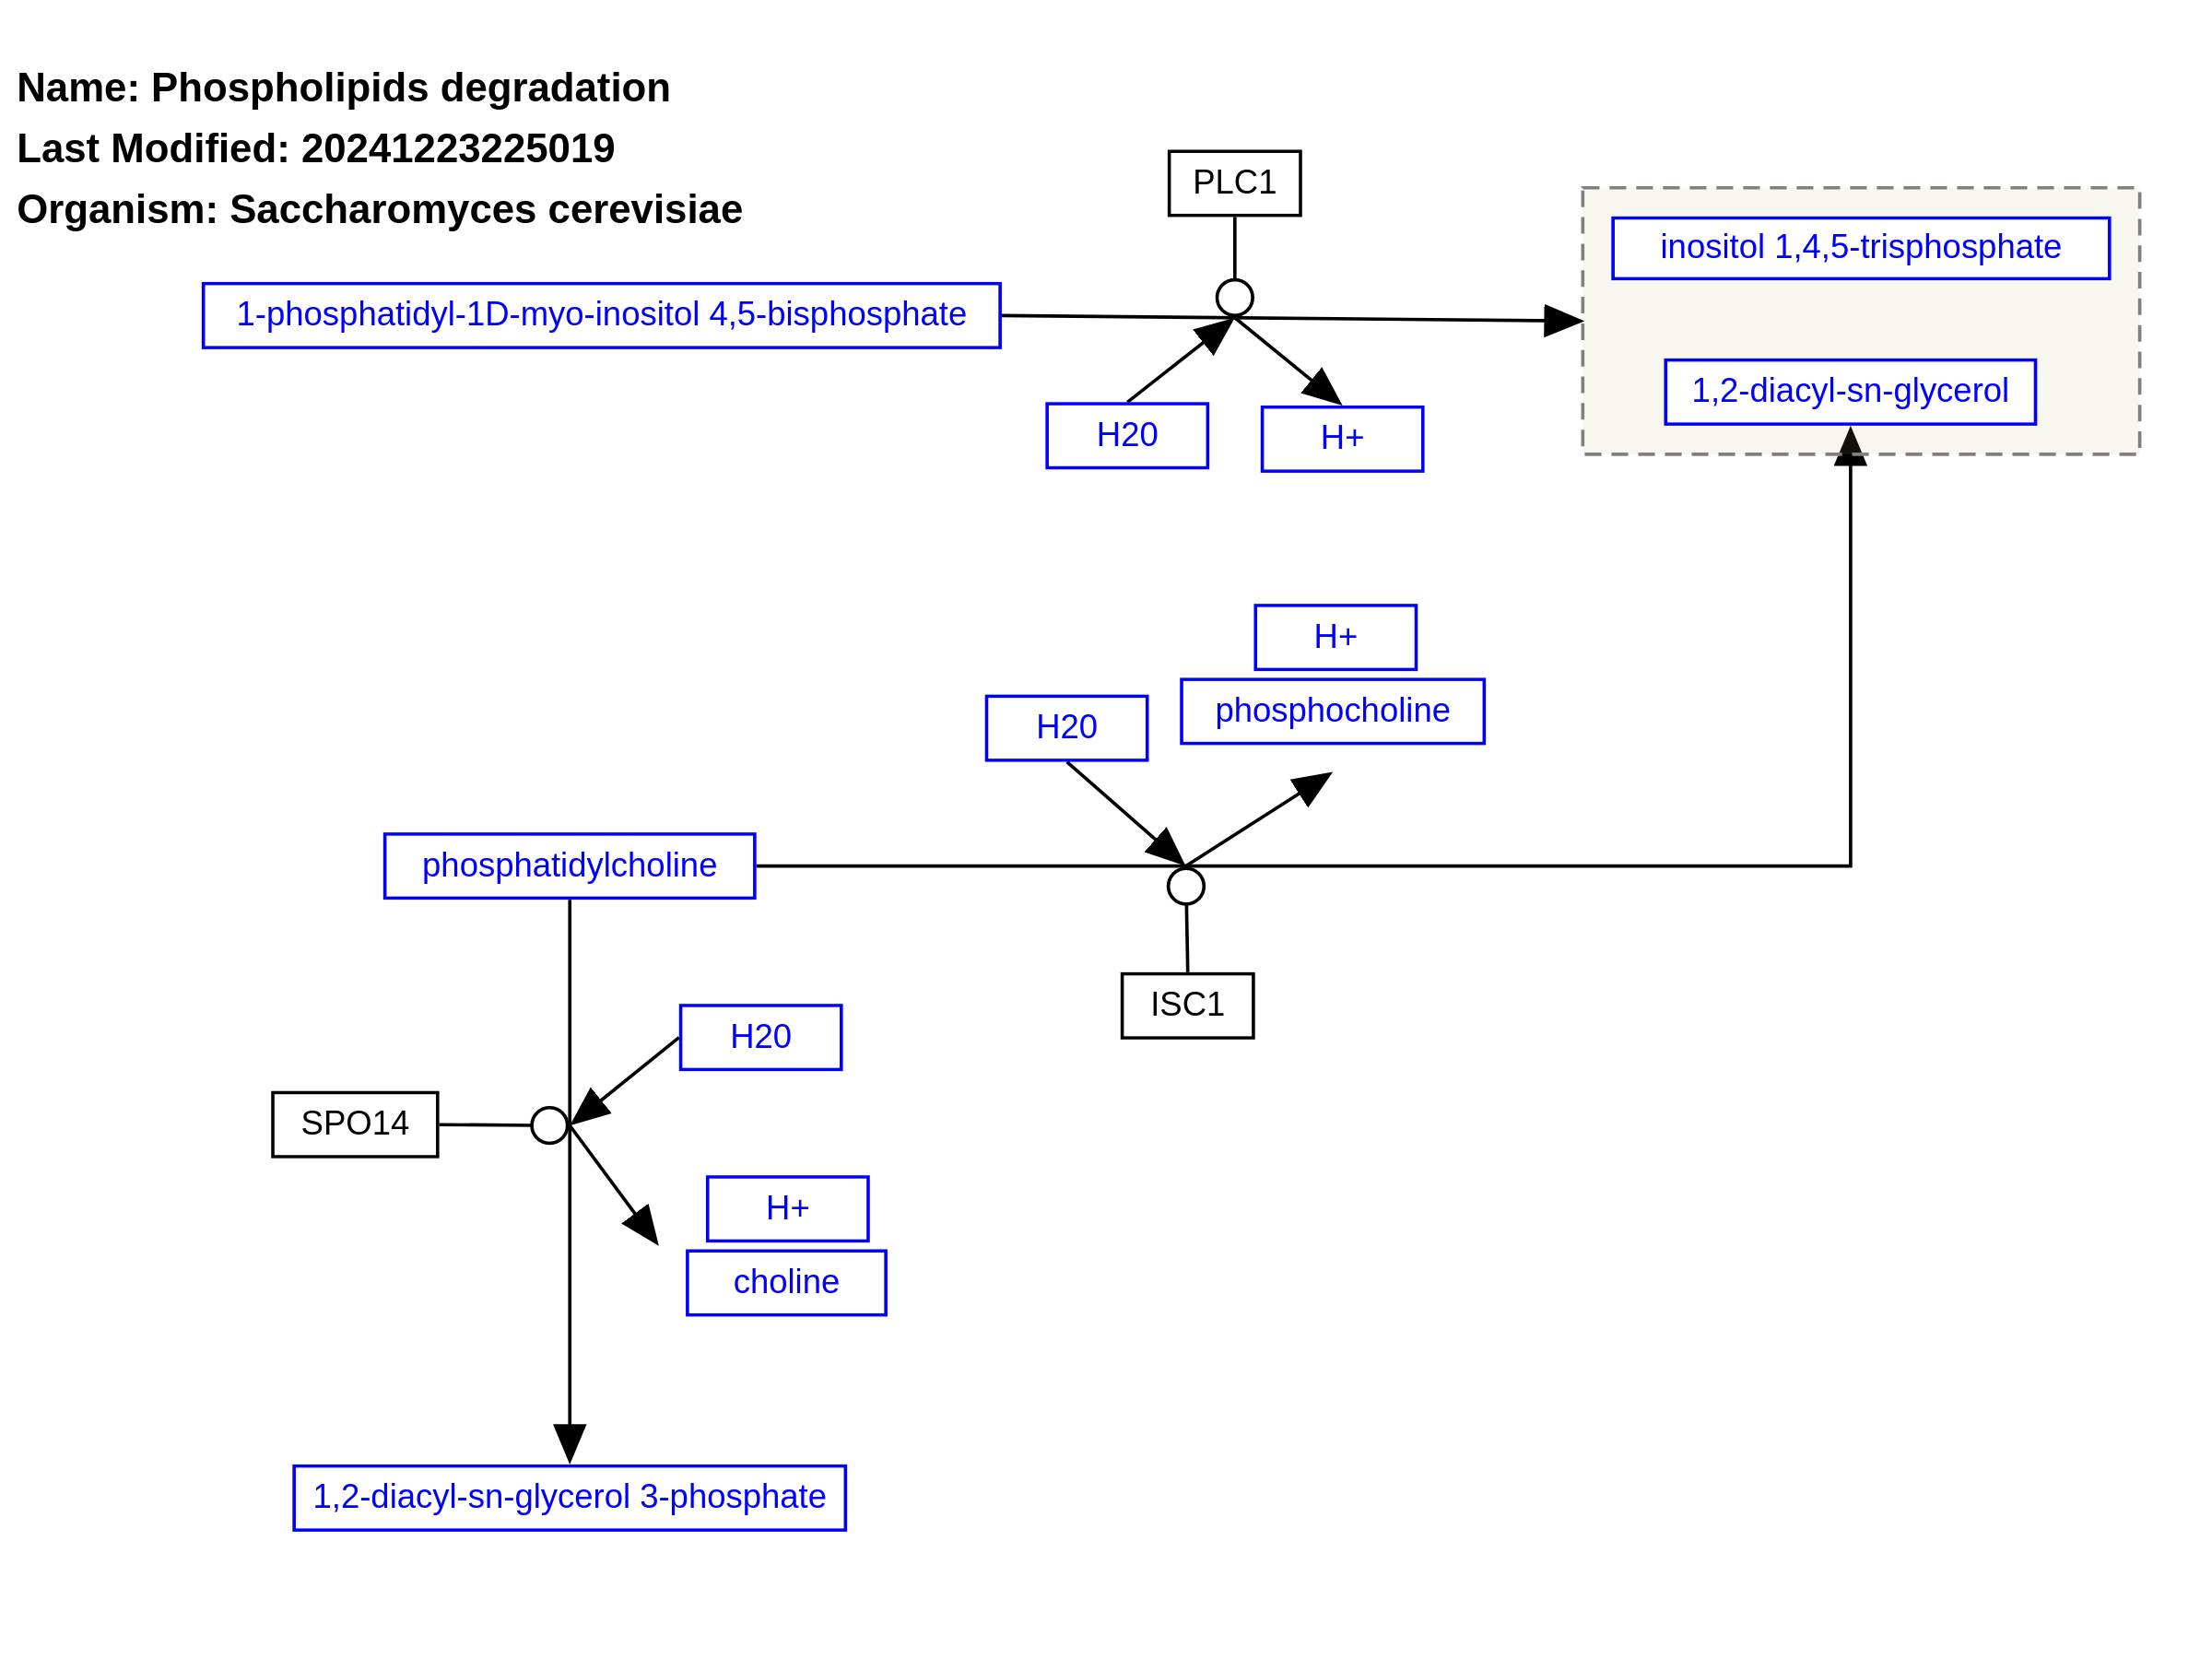 Name: Phospholipids degradation
Last Modified: 20241223225019
Organism: Saccharomyces cerevisiae
PLC1
inositol 1,4,5-trisphosphate
1-phosphatidyl-1D-myo-inositol 4,5-bisphosphate
1,2-diacyl-sn-glycerol
H20
H+
H+
phosphocholine
H20
phosphatidylcholine
ISC1
H20
SPO14
H+
choline
1,2-diacyl-sn-glycerol 3-phosphate